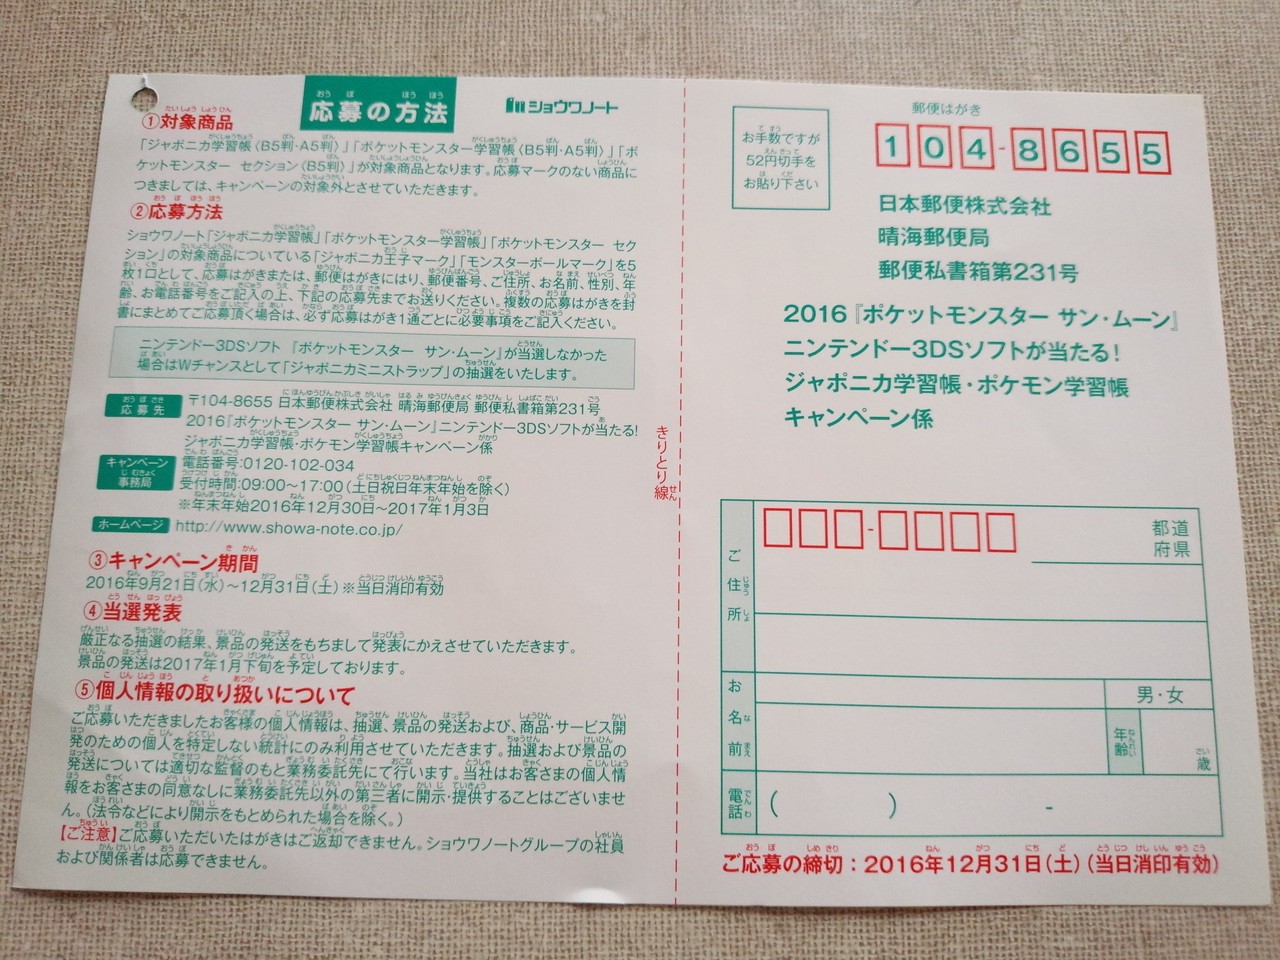 応募の方法
ショウワノート
①対象商品
「ジャポニカ学習帳〈B5判・A5判〉」「ポケットモンスター学習帳〈B5判・A5判〉」「ポ
ケットモンスター セクション〈B5判〉」が対象商品となります。応募マークのない商品に
つきましては、キャンペーンの対象外とさせていただきます。
②応募方法
ショウワノート「ジャポニカ学習帳」「ポケットモンスター学習帳」「ポケットモンスター セク
ション」の対象商品についている「ジャポニカ王子マーク」「モンスターボールマーク」を5
枚1口として、応募はがきまたは、郵便はがきにはり、郵便番号、ご住所、お名前、性別、年
齢、お電話番号をご記入の上、下記の応募先までお送りください。複数の応募はがきを封
書にまとめてご応募頂く場合は、必ず応募はがき1通ごとに必要事項をご記入ください。
ニンテンドー3DSソフト 『ポケットモンスター サン・ムーン』が当選しなかった
場合はWチャンスとして「ジャポニカミニストラップ」の抽選をいたします。
応募先
〒104-8655 日本郵便株式会社 晴海郵便局 郵便私書箱第231号
2016『ポケットモンスター サン・ムーン』ニンテンドー3DSソフトが当たる!
ジャポニカ学習帳・ポケモン学習帳キャンペーン係
キャンペーン事務局
電話番号:0120-102-034
受付時間:09:00～17:00(土日祝日年末年始を除く)
※年末年始2016年12月30日～2017年1月3日
ホームページ http://www.showa-note.co.jp/
③キャンペーン期間
2016年9月21日(水)～12月31日(土)※当日消印有効
④当選発表
厳正なる抽選の結果、景品の発送をもちまして発表にかえさせていただきます。
景品の発送は2017年1月下旬を予定しております。
⑤個人情報の取り扱いについて
ご応募いただきましたお客様の個人情報は、抽選、景品の発送および、商品・サービス開
発のための個人を特定しない統計にのみ利用させていただきます。抽選および景品の
発送については適切な監督のもと業務委託先にて行います。当社はお客さまの個人情
報をお客さまの同意なしに業務委託先以外の第三者に開示・提供することはございませ
ん。(法令などにより開示をもとめられた場合を除く。)
【ご注意】ご応募いただいたはがきはご返却できません。ショウワノートグループの社員
および関係者は応募できません。
きりとり線
お手数ですが
52円切手を
お貼り下さい
郵便はがき
104-8655
日本郵便株式会社
晴海郵便局
郵便私書箱第231号
2016『ポケットモンスター サン・ムーン』
ニンテンドー3DSソフトが当たる!
ジャポニカ学習帳・ポケモン学習帳
キャンペーン係
ご住所
都道
府県
お名前
男・女
年齢
歳
電話
( ) -
ご応募の締切：2016年12月31日(土)(当日消印有効)